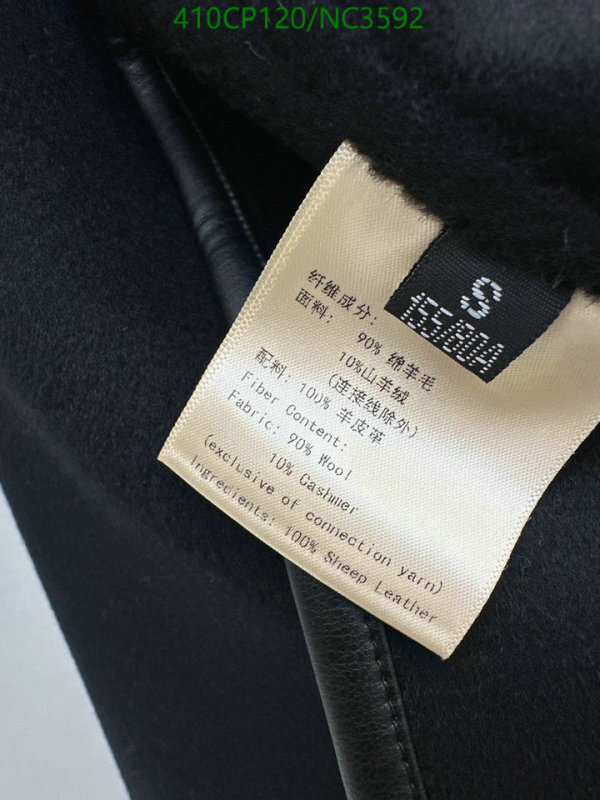 410CP120/NC3592
S
155/80A
纤维成分:
面料:
90% 绵羊毛
10%山羊绒
(连接线除外)
配料: 100% 羊皮革
Fiber Content:
Fabric: 90% Wool
10% Cashmer
(exclusive of connection yarn)
Ingredients: 100% Sheep Leather